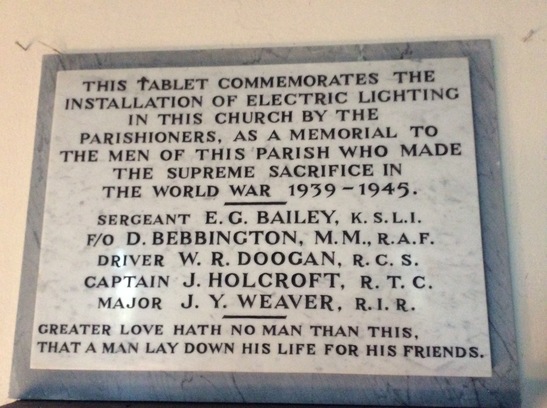 THIS TABLET COMMEMORATES THE
INSTALLATION OF ELECTRIC LIGHTING
IN THIS CHURCH BY THE
PARISHIONERS, AS A MEMORIAL TO
THE MEN OF THIS PARISH WHO MADE
THE SUPREME SACRIFICE IN
THE WORLD WAR 1939-1945.
SERGEANT E. G. BAILEY, K. S. L. I.
F/O D. BEBBINGTON, M. M., R. A. F.
DRIVER W. R. DOOGAN, R. C. S.
CAPTAIN J. HOLCROFT, R. T. C.
MAJOR J. Y. WEAVER, R. I. R.
GREATER LOVE HATH NO MAN THAN THIS,
THAT A MAN LAY DOWN HIS LIFE FOR HIS FRIENDS.